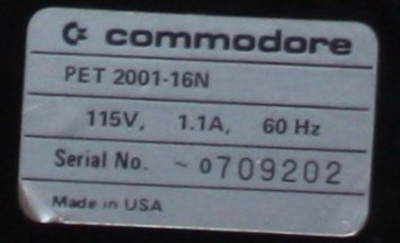 commodore
PET 2001-16N
115V, 1.1A, 60 Hz
Serial No. ~ 0709202
Made in USA